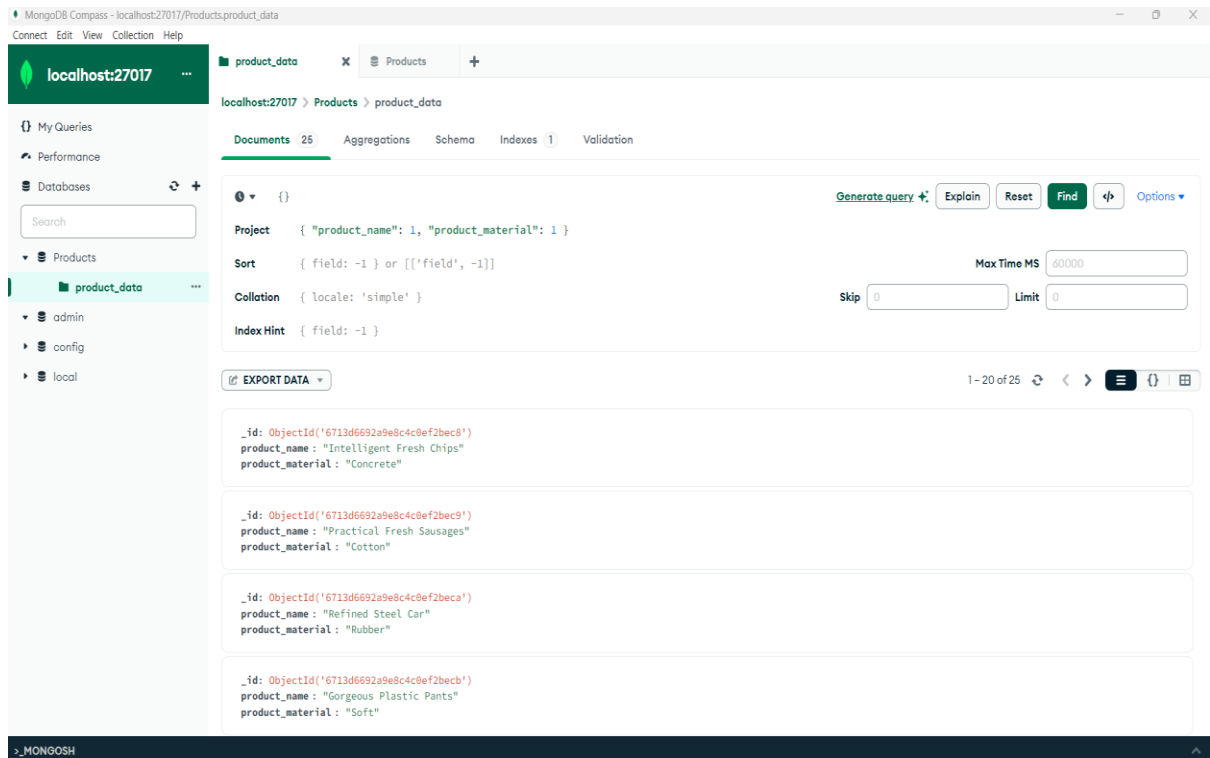 MongoDB Compass - localhost:27017/Products.product_data
Connect Edit View Collection Help
localhost:27017 ...
product_data Products
localhost:27017 > Products > product_data
{} My Queries
Performance
Databases
Search
Products
product_data ...
admin
config
local
Documents 25 Aggregations Schema Indexes 1 Validation
{} Generate query Explain Reset Find </> Options
Project { "product_name": 1, "product_material": 1 }
Sort { field: -1 } or [['field', -1]] Max Time MS 60000
Collation { locale: 'simple' } Skip 0 Limit 0
Index Hint { field: -1 }
EXPORT DATA 1 - 20 of 25 {}
_id: ObjectId('6713d6692a9e8c4c0ef2bec8')
product_name : "Intelligent Fresh Chips"
product_material : "Concrete"
_id: ObjectId('6713d6692a9e8c4c0ef2bec9')
product_name : "Practical Fresh Sausages"
product_material : "Cotton"
_id: ObjectId('6713d6692a9e8c4c0ef2beca')
product_name : "Refined Steel Car"
product_material : "Rubber"
_id: ObjectId('6713d6692a9e8c4c0ef2becb')
product_name : "Gorgeous Plastic Pants"
product_material : "Soft"
>_MONGOSH